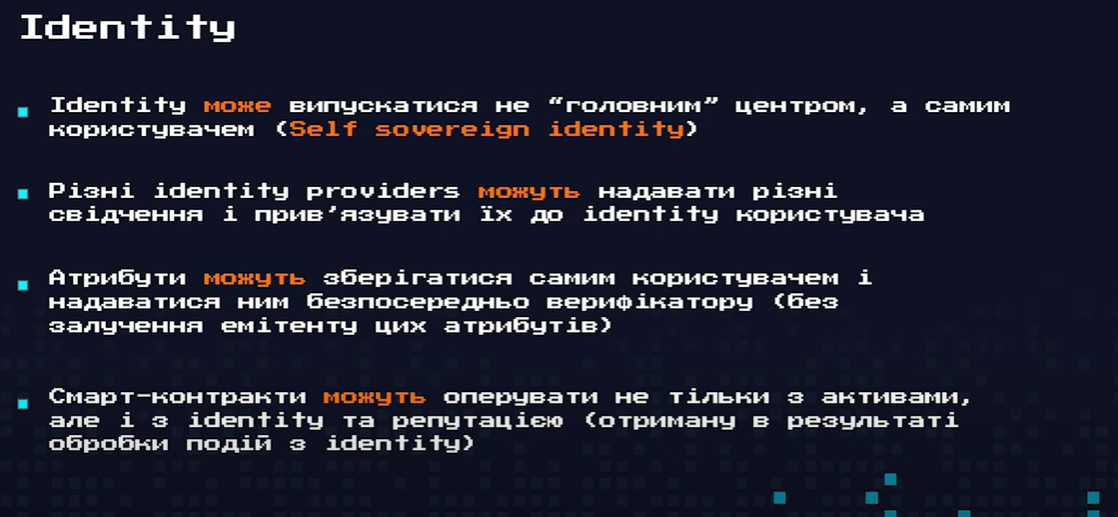 Identity
Identity може випускатися не “головним” центром, а самим
користувачем (Self sovereign identity)
Різні identity providers можуть надавати різні
свідчення і прив’язувати їх до identity користувача
Атрибути можуть зберігатися самим користувачем і
надаватися ним безпосередньо верифікатору (без
залучення емітенту цих атрибутів)
Смарт-контракти можуть оперувати не тільки з активами,
але і з identity та репутацією (отриману в результаті
обробки подій з identity)